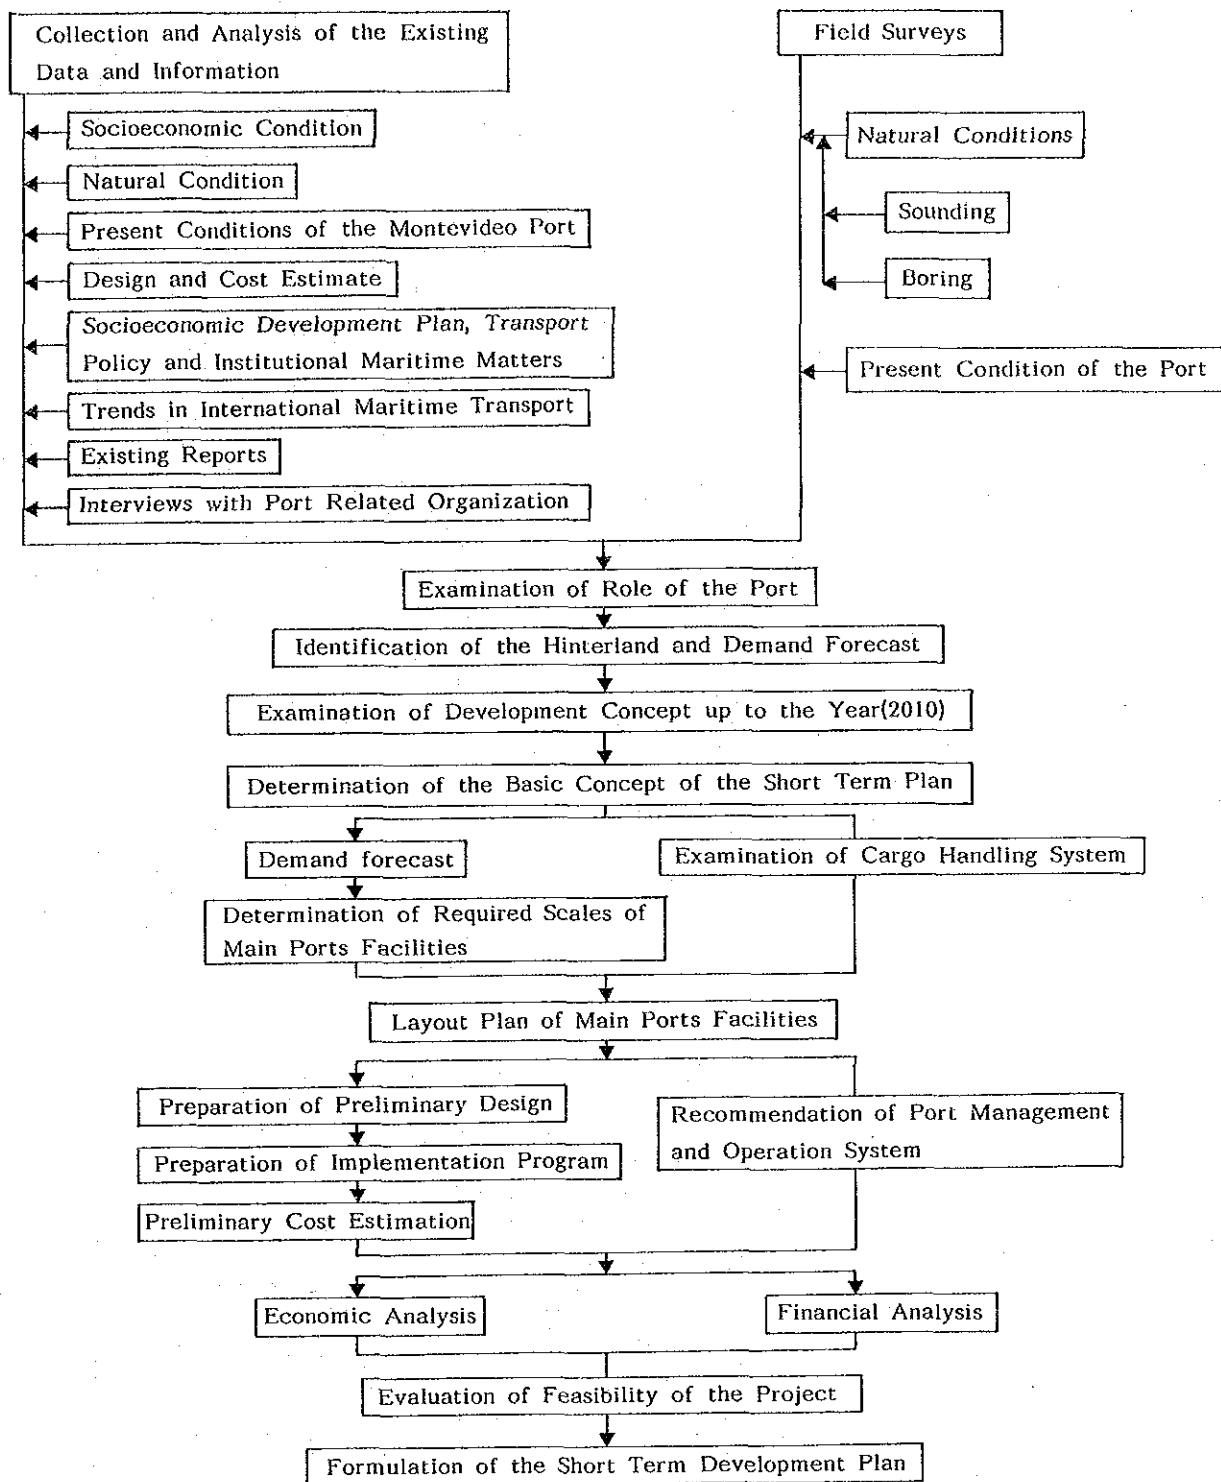 Collection and Analysis of the Existing
Data and Information
Field Surveys
Socioeconomic Condition
Natural Condition
Present Conditions of the Montevideo Port
Design and Cost Estimate
Socioeconomic Development Plan, Transport
Policy and Institutional Maritime Matters
Trends in International Maritime Transport
Existing Reports
Interviews with Port Related Organization
Natural Conditions
Sounding
Boring
Present Condition of the Port
Examination of Role of the Port
Identification of the Hinterland and Demand Forecast
Examination of Development Concept up to the Year(2010)
Determination of the Basic Concept of the Short Term Plan
Demand forecast
Examination of Cargo Handling System
Determination of Required Scales of
Main Ports Facilities
Layout Plan of Main Ports Facilities
Preparation of Preliminary Design
Recommendation of Port Management
and Operation System
Preparation of Implementation Program
Preliminary Cost Estimation
Economic Analysis
Financial Analysis
Evaluation of Feasibility of the Project
Formulation of the Short Term Development Plan